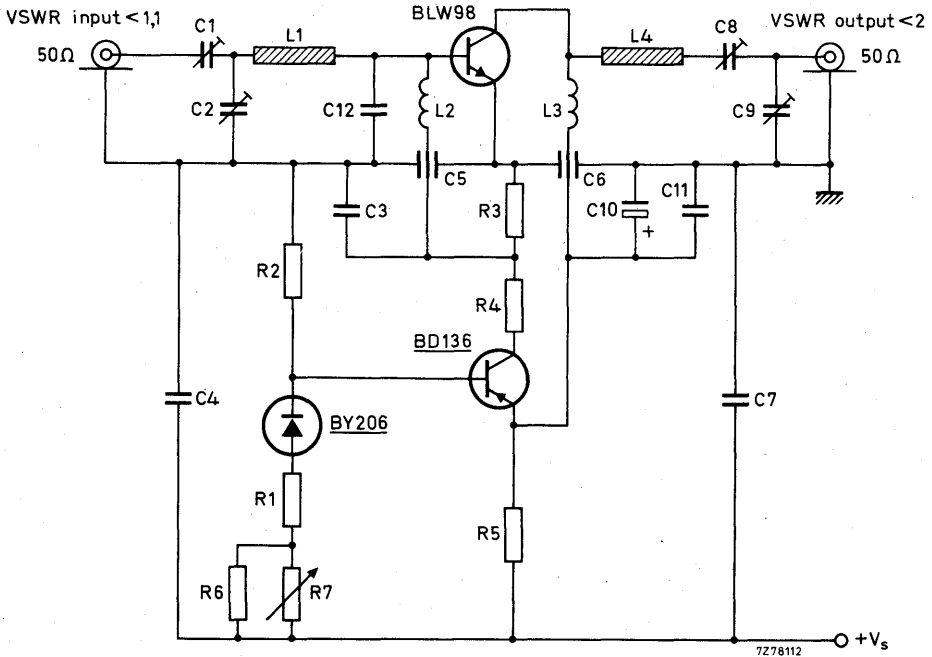 BLW98
VSWR input<1,1
VSWR output<2
C1
L1
L4
C8
50Ω
50Ω
C2
C12
L2
L3
C9
C5
C6
C3
R3
C10
C11
+
R2
R4
BD136
C4
C7
BY206
R1
R5
R6
R7
+Vs
7Z78112